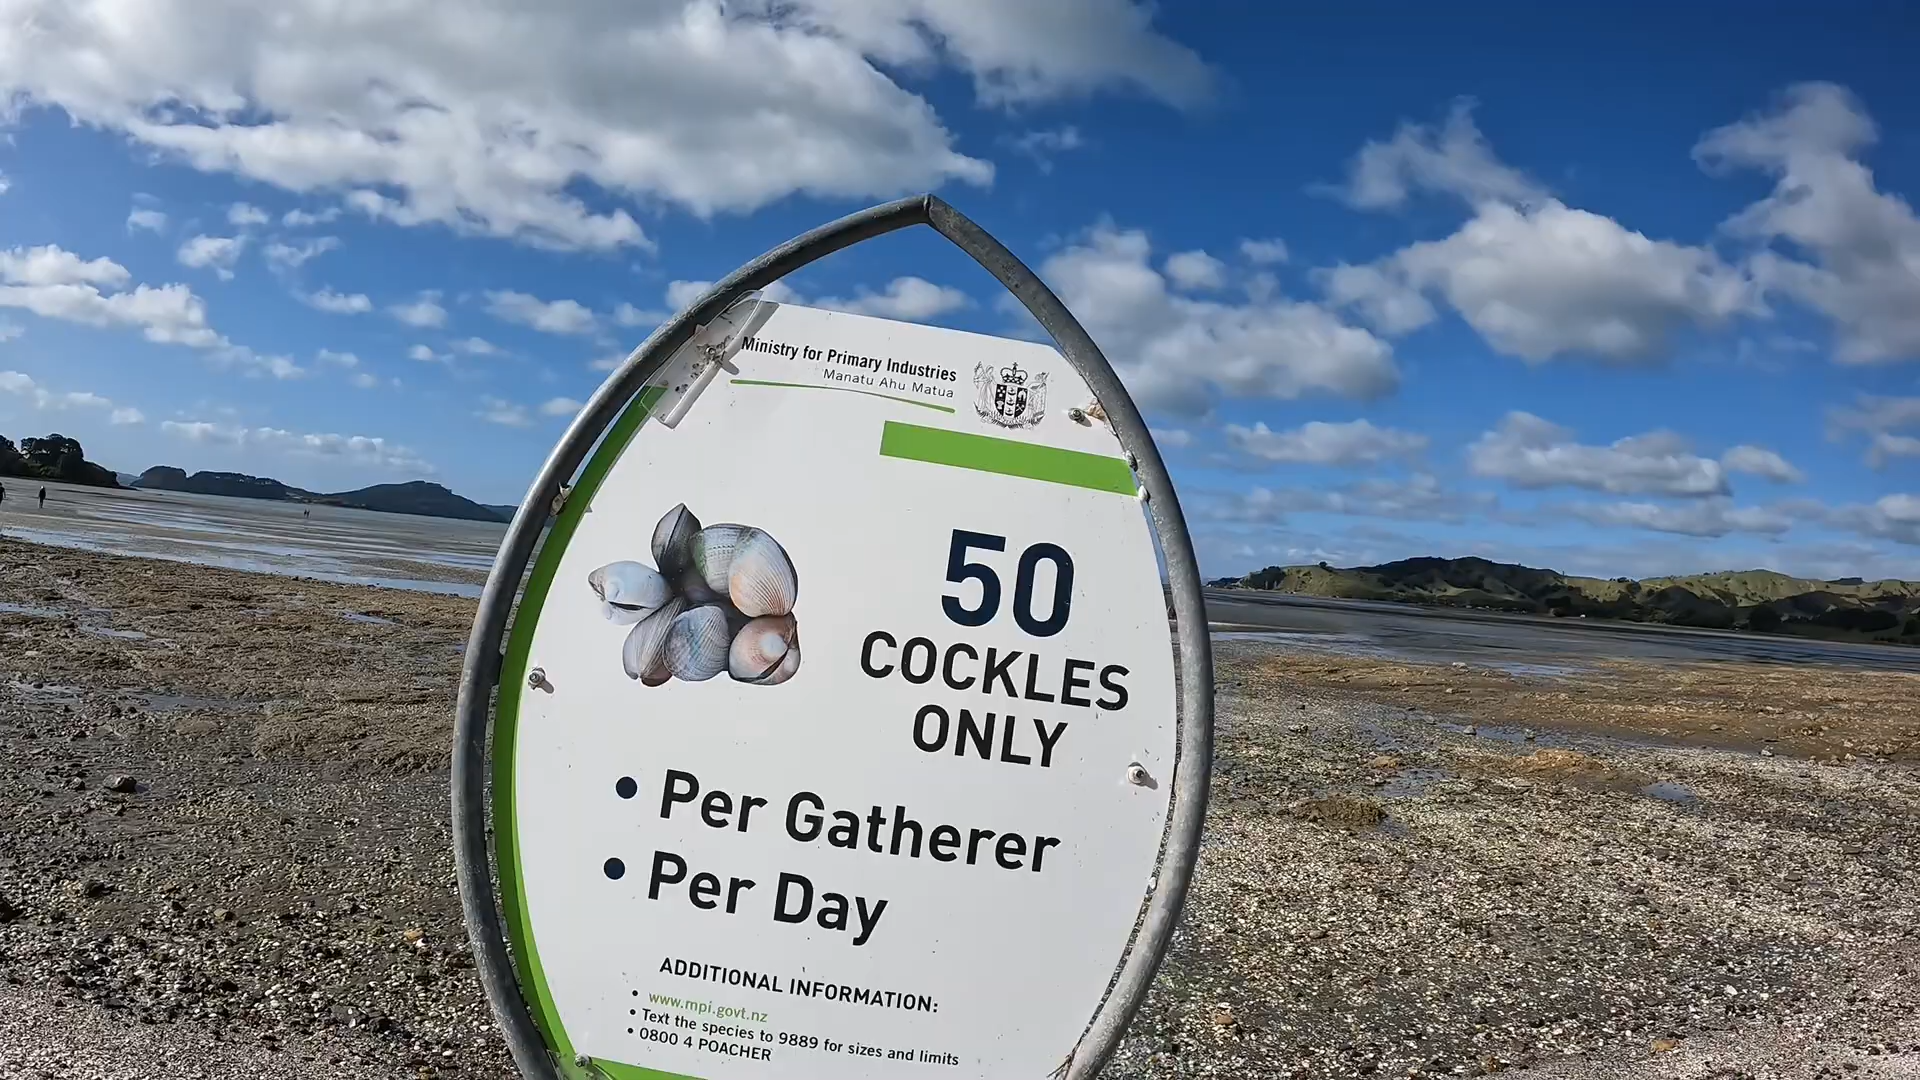 Ministry for Primary Industries
Manatu Ahu Matua
50
COCKLES
ONLY
• Per Gatherer
• Per Day
ADDITIONAL INFORMATION:
• www.mpi.govt.nz
• Text the species to 9889 for sizes and limits
• 0800 4 POACHER